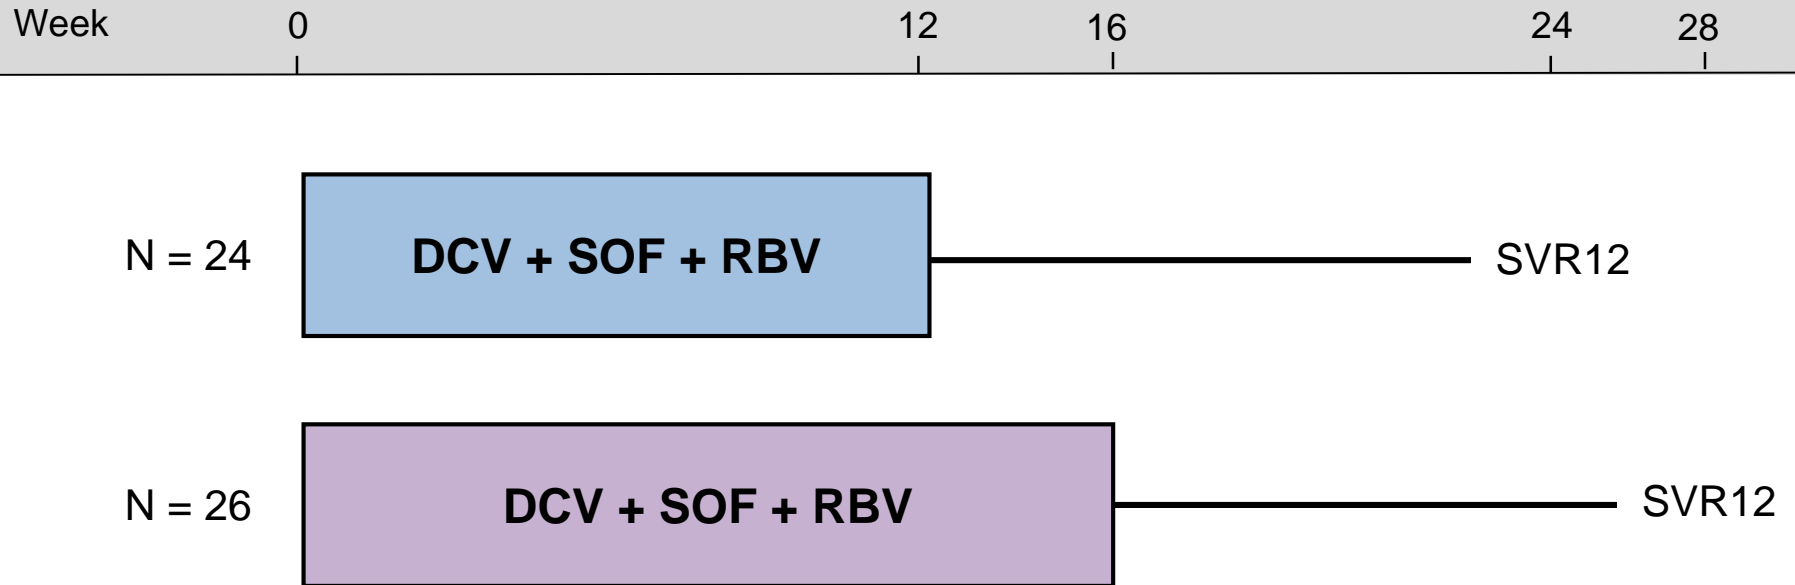 Week 0 12 16 24 28
N = 24 DCV + SOF + RBV SVR12
N = 26 DCV + SOF + RBV SVR12